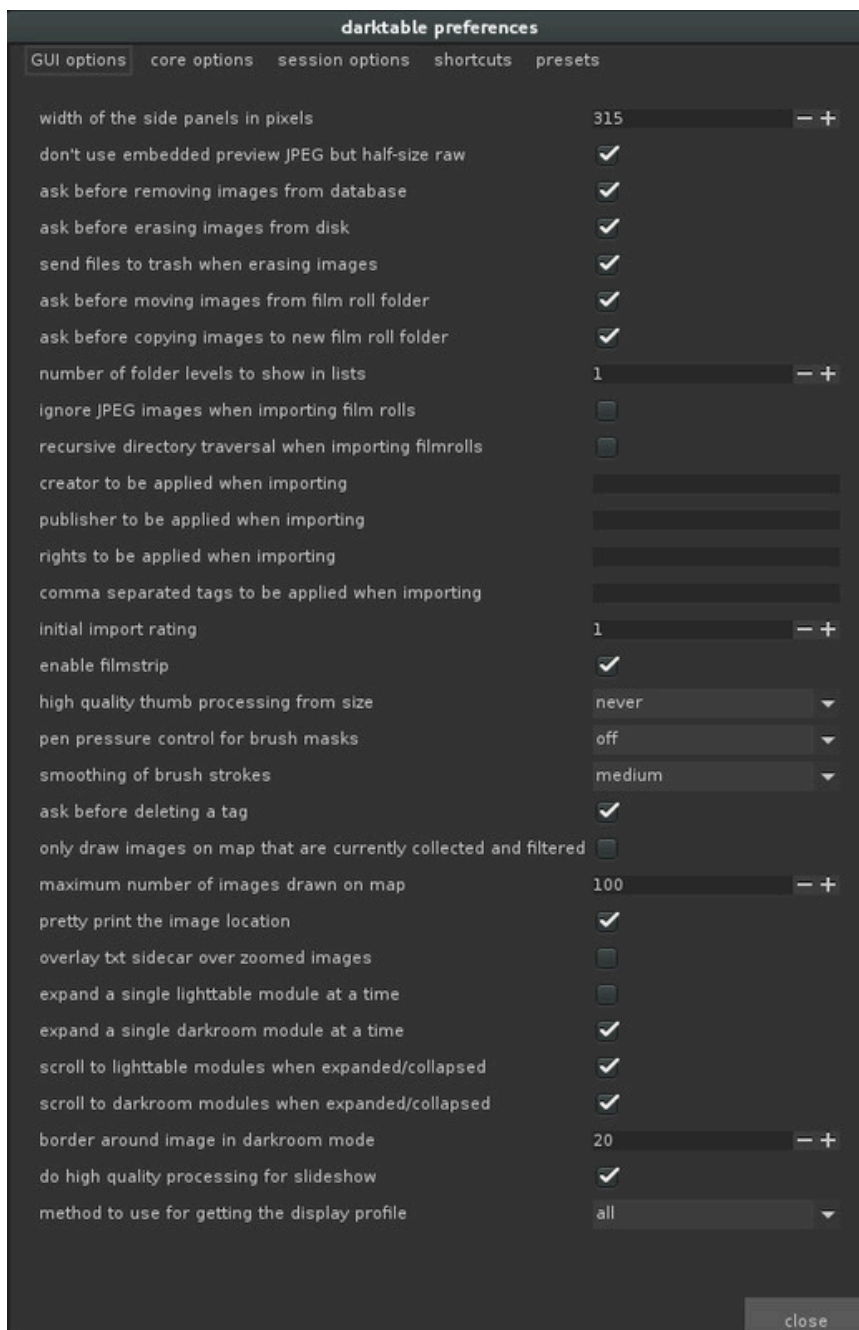 darktable preferences
GUI options core options session options shortcuts presets
width of the side panels in pixels 315
don't use embedded preview JPEG but half-size raw
ask before removing images from database
ask before erasing images from disk
send files to trash when erasing images
ask before moving images from film roll folder
ask before copying images to new film roll folder
number of folder levels to show in lists 1
ignore JPEG images when importing film rolls
recursive directory traversal when importing filmrolls
creator to be applied when importing
publisher to be applied when importing
rights to be applied when importing
comma separated tags to be applied when importing
initial import rating 1
enable filmstrip
high quality thumb processing from size never
pen pressure control for brush masks off
smoothing of brush strokes medium
ask before deleting a tag
only draw images on map that are currently collected and filtered
maximum number of images drawn on map 100
pretty print the image location
overlay txt sidecar over zoomed images
expand a single lighttable module at a time
expand a single darkroom module at a time
scroll to lighttable modules when expanded/collapsed
scroll to darkroom modules when expanded/collapsed
border around image in darkroom mode 20
do high quality processing for slideshow
method to use for getting the display profile all
close